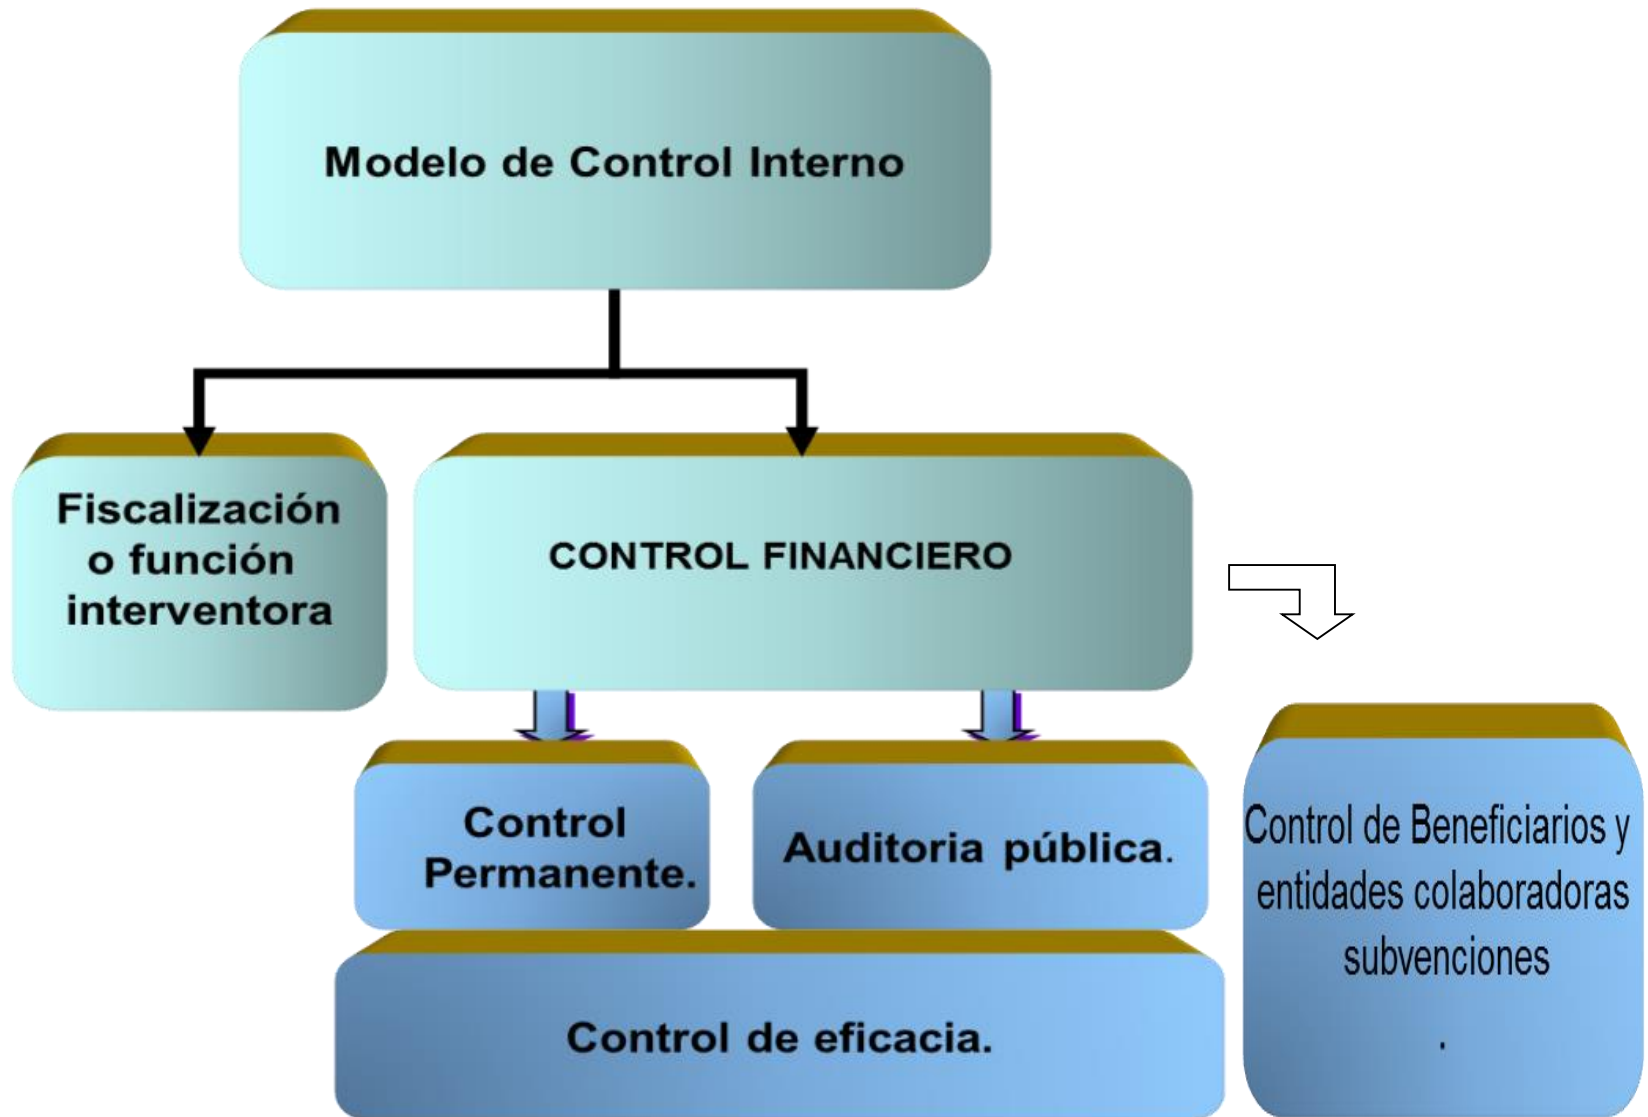 Modelo de Control Interno
Fiscalización
o función
interventora
CONTROL FINANCIERO
Control
Permanente.
Auditoria pública.
Control de Beneficiarios y
entidades colaboradoras
subvenciones
.
Control de eficacia.